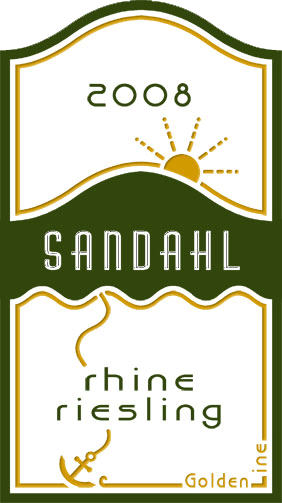 2008
SANDAHL
rhine
riesling
Golden Line